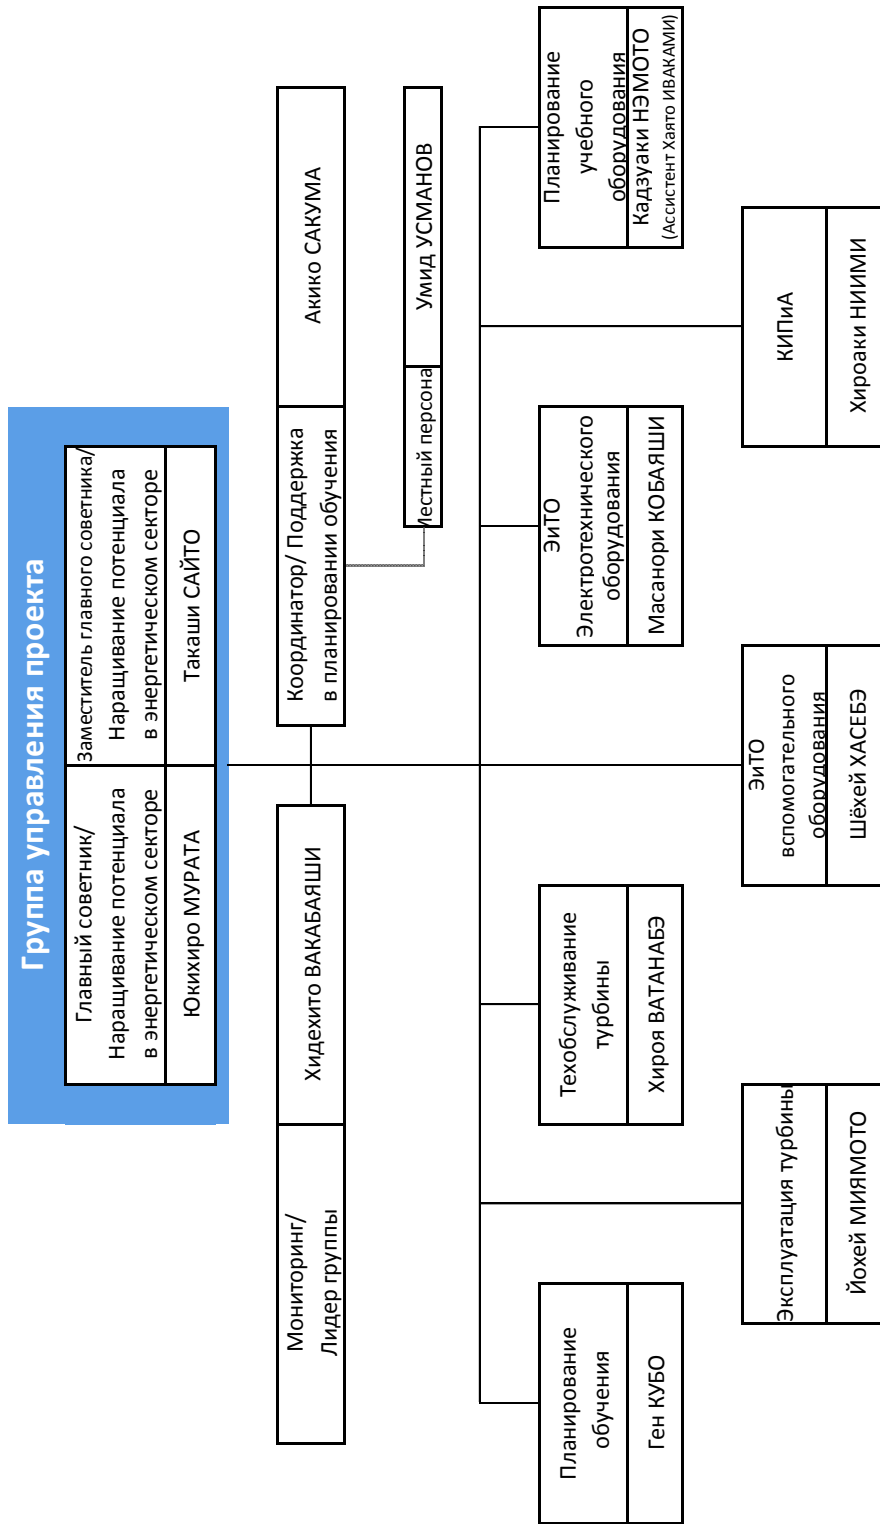 Группа управления проекта
Главный советник/
Наращивание потенциала
в энергетическом секторе
Юкихиро МУРАТА
Заместитель главного советника/
Наращивание потенциала
в энергетическом секторе
Такаши САЙТО
Мониторинг/
Лидер группы
Хидехито ВАКАБАЯШИ
Координатор/ Поддержка
в планировании обучения
Акико САКУМА
Местный персона
Умид УСМАНОВ
Планирование
обучения
Ген КУБО
Техобслуживание
турбины
Хироя ВАТАНАБЭ
ЭиТО
Электротехнического
оборудования
Масанори КОБАЯШИ
Планирование
учебного
оборудования
Кадзуаки НЭМОТО
(Ассистент Хаято ИВАКАМИ)
Эксплуатация турбины
Йохей МИЯМОТО
ЭиТО
вспомогательного
оборудования
Шёхей ХАСЕБЭ
КИПиА
Хироаки НИИМИ